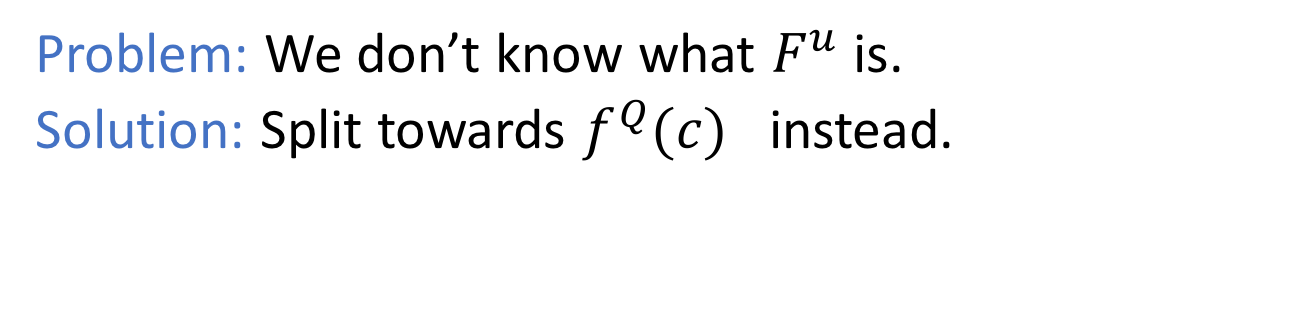 Problem: We don’t know what $F^u$ is.
Solution: Split towards $f^Q(c)$ instead.